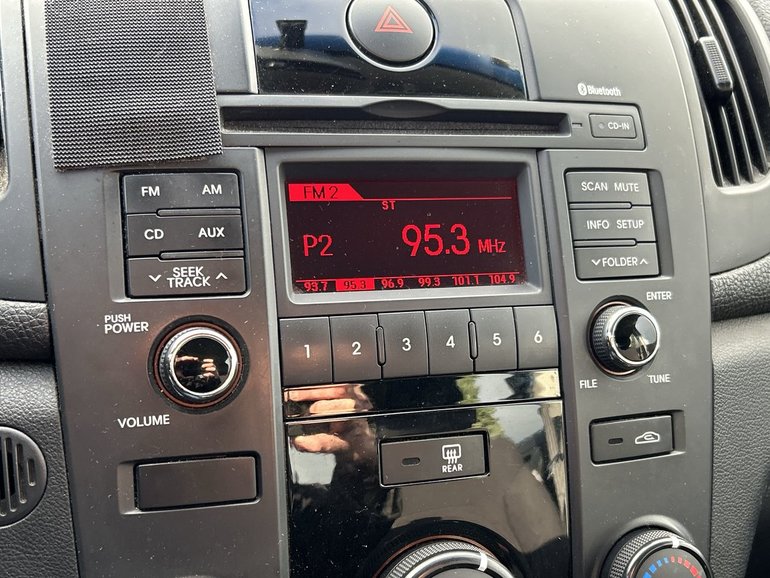 Bluetooth
CD-IN
FM AM
CD AUX
SEEK
TRACK
FM 2
ST
P2 95.3 MHz
93.7 95.3 96.9 99.3 101.1 104.9
SCAN MUTE
INFO SETUP
FOLDER
PUSH
POWER
VOLUME
1 2 3 4 5 6
ENTER
FILE TUNE
REAR